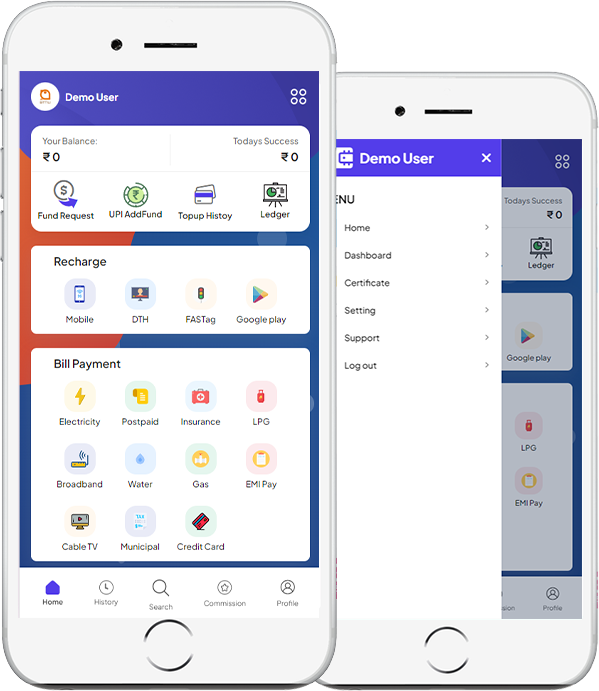 Demo User
Your Balance:
Todays Success
₹ 0
₹ 0
Fund Request
UPI AddFund
Topup Histoy
Ledger
Recharge
Mobile
DTH
FASTag
Google play
Bill Payment
Electricity
Postpaid
Insurance
LPG
Broadband
Water
Gas
EMI Pay
TAX
Cable TV
Municipal
Credit Card
Home
History
Search
Commission
Profile
Demo User
×
ENU
Home
Dashboard
Certificate
Setting
Support
Log out
Todays Success
₹ 0
Ledger
Google play
LPG
EMI Pay
ssion
Profile